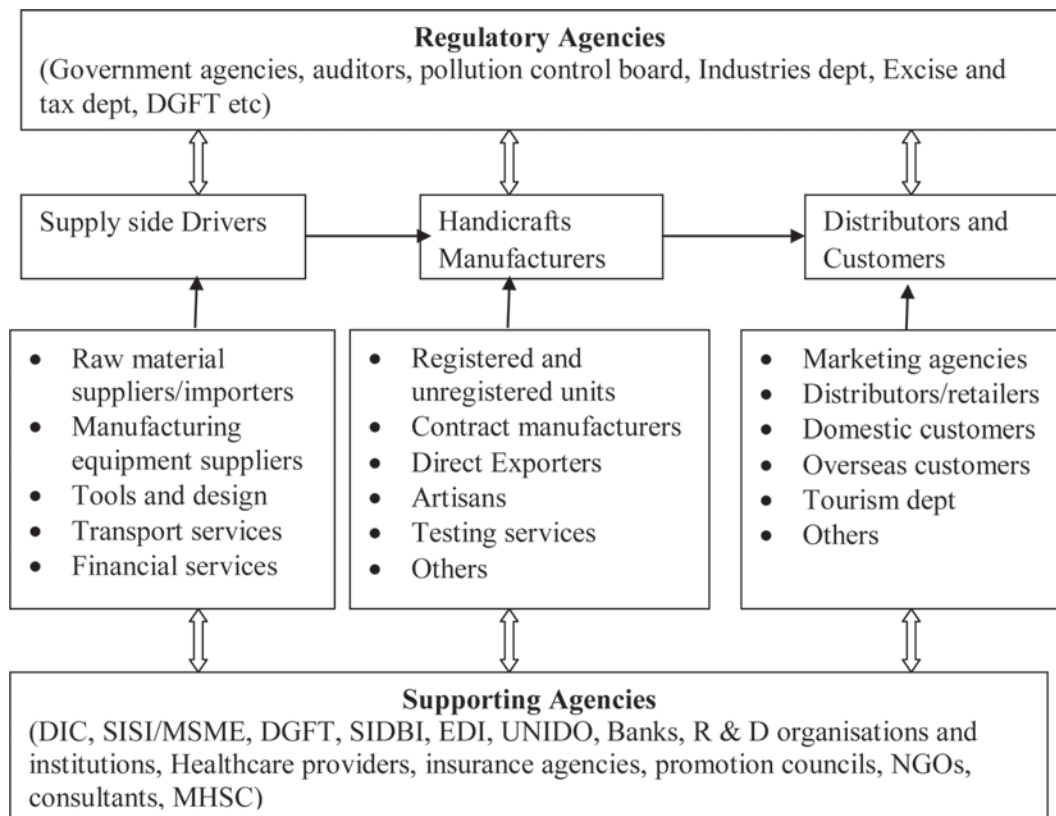 Regulatory Agencies
(Government agencies, auditors, pollution control board, Industries dept, Excise and
tax dept, DGFT etc)
Supply side Drivers
Handicrafts
Manufacturers
Distributors and
Customers
• Raw material
suppliers/importers
• Manufacturing
equipment suppliers
• Tools and design
• Transport services
• Financial services
• Registered and
unregistered units
• Contract manufacturers
• Direct Exporters
• Artisans
• Testing services
• Others
• Marketing agencies
• Distributors/retailers
• Domestic customers
• Overseas customers
• Tourism dept
• Others
Supporting Agencies
(DIC, SISI/MSME, DGFT, SIDBI, EDI, UNIDO, Banks, R & D organisations and
institutions, Healthcare providers, insurance agencies, promotion councils, NGOs,
consultants, MHSC)